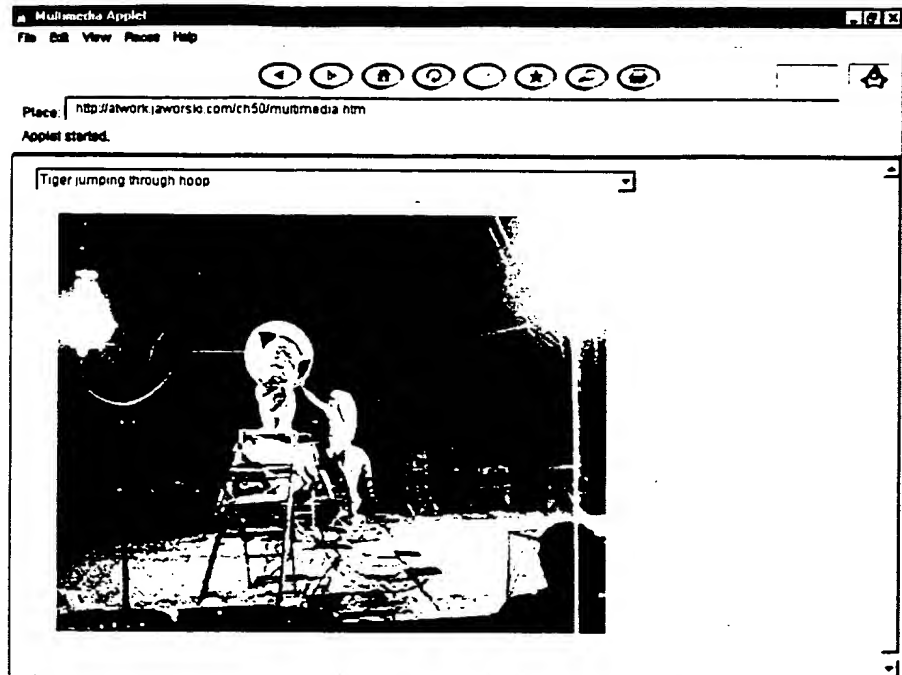 Multimedia Applet
File Edit View Places Help
Place: http://atwork.jaworski.com/ch50/multimedia.htm
Applet started.
Tiger jumping through hoop